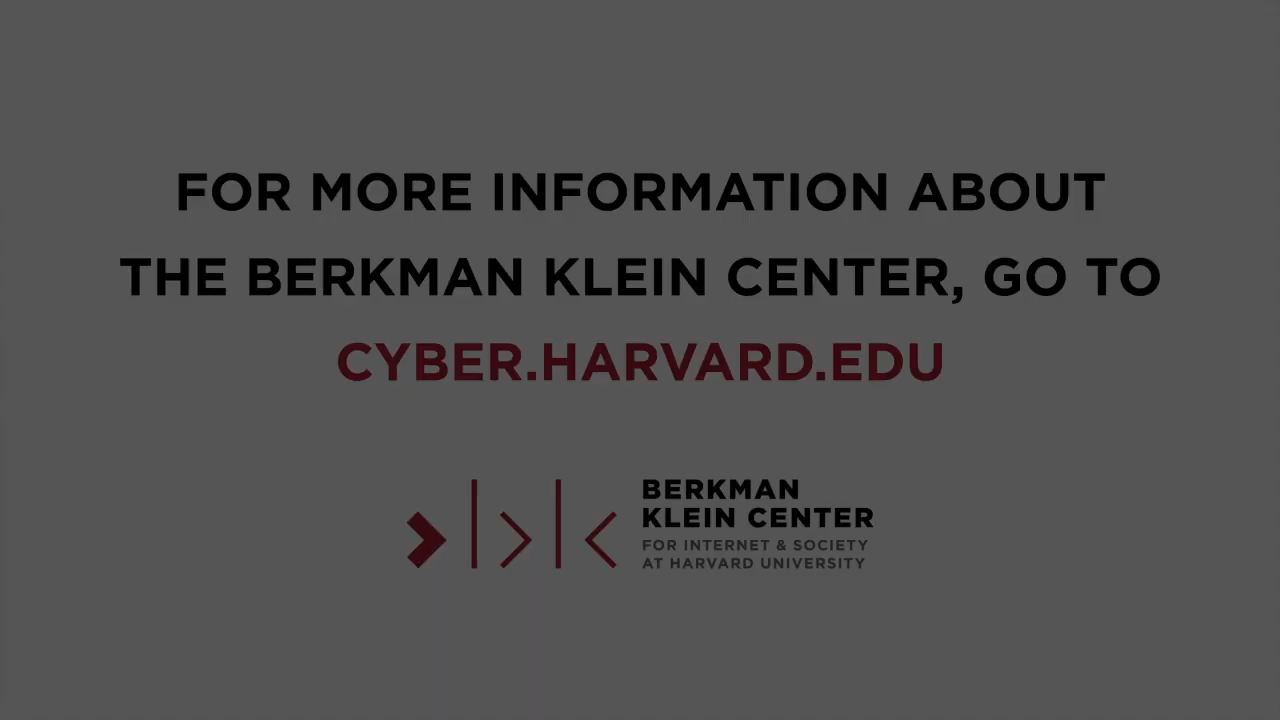 FOR MORE INFORMATION ABOUT
THE BERKMAN KLEIN CENTER, GO TO
CYBER.HARVARD.EDU
BERKMAN
KLEIN CENTER
FOR INTERNET & SOCIETY
AT HARVARD UNIVERSITY